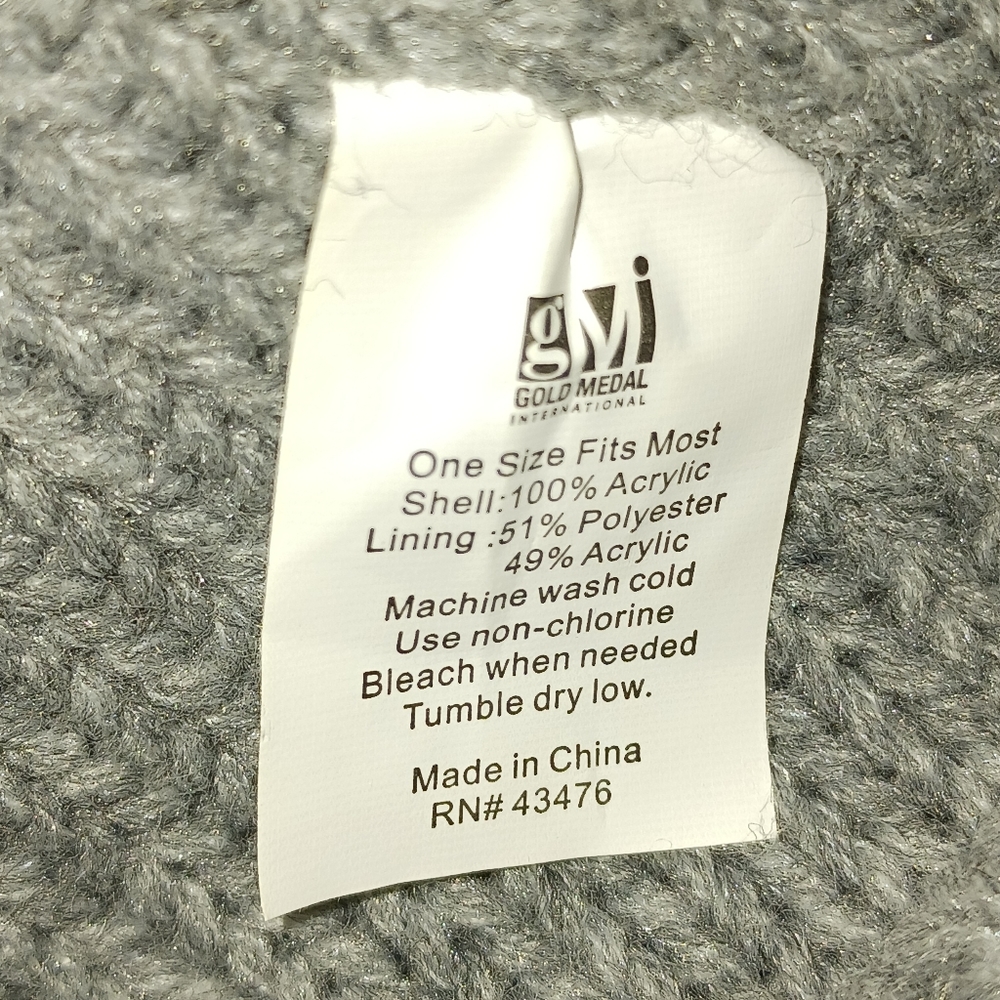 gMi
GOLD MEDAL
INTERNATIONAL
One Size Fits Most
Shell:100% Acrylic
Lining :51% Polyester
49% Acrylic
Machine wash cold
Use non-chlorine
Bleach when needed
Tumble dry low.
Made in China
RN# 43476